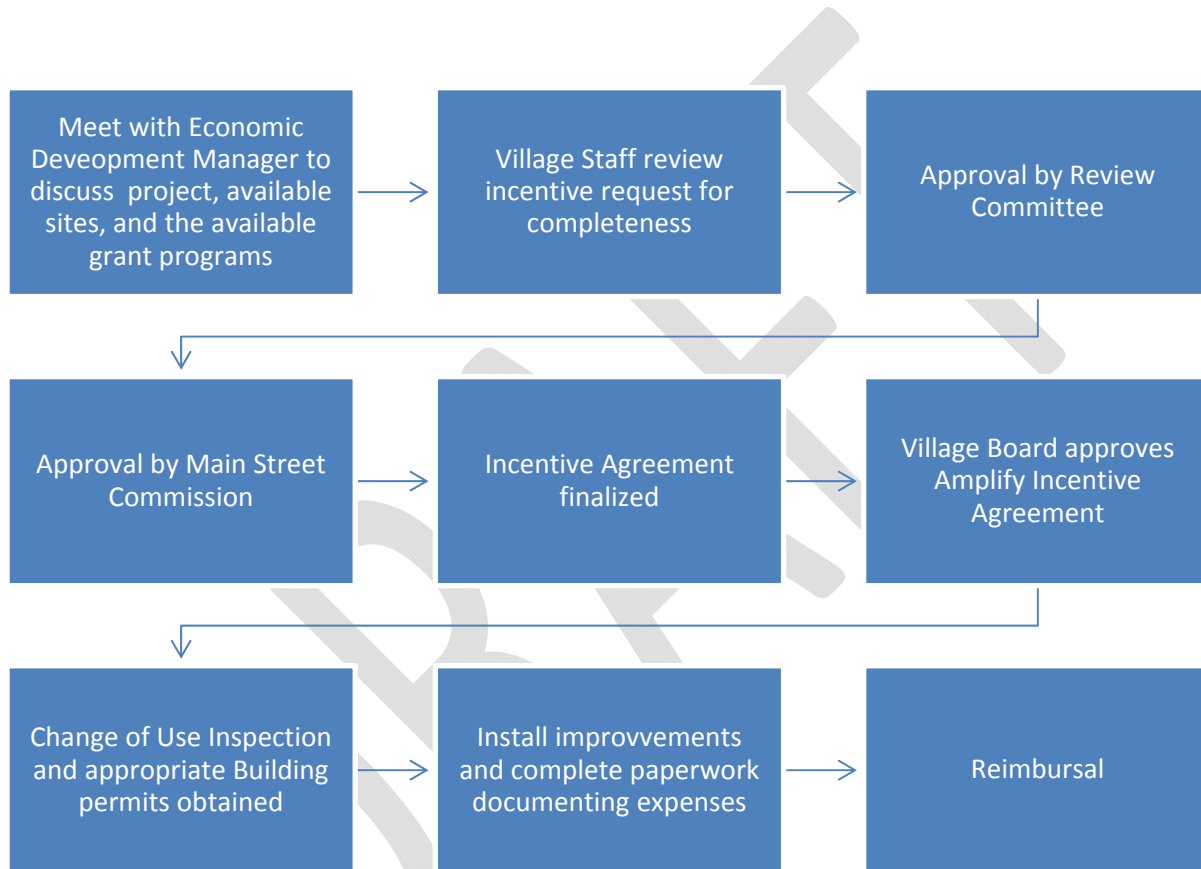 Meet with Economic
Deveopment Manager to
discuss project, available
sites, and the available
grant programs
Village Staff review
incentive request for
completeness
Approval by Review
Committee
Approval by Main Street
Commission
Incentive Agreement
finalized
Village Board approves
Amplify Incentive
Agreement
Change of Use Inspection
and appropriate Building
permits obtained
Install improvvements
and complete paperwork
documenting expenses
Reimbursal
DRAFT